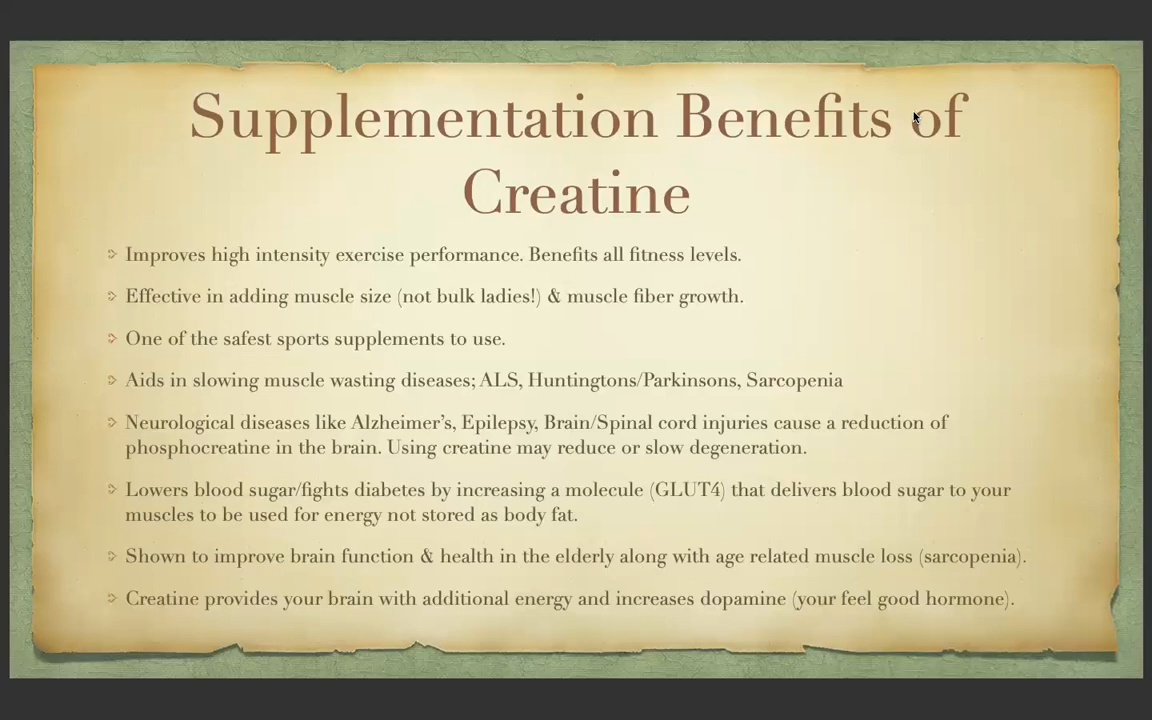 Supplementation Benefits of
Creatine
Improves high intensity exercise performance. Benefits all fitness levels.
Effective in adding muscle size (not bulk ladies!) & muscle fiber growth.
One of the safest sports supplements to use.
Aids in slowing muscle wasting diseases; ALS, Huntingtons/Parkinsons, Sarcopenia
Neurological diseases like Alzheimer's, Epilepsy, Brain/Spinal cord injuries cause a reduction of
phosphocreatine in the brain. Using creatine may reduce or slow degeneration.
Lowers blood sugar/fights diabetes by increasing a molecule (GLUT4) that delivers blood sugar to your
muscles to be used for energy not stored as body fat.
Shown to improve brain function & health in the elderly along with age related muscle loss (sarcopenia).
Creatine provides your brain with additional energy and increases dopamine (your feel good hormone).